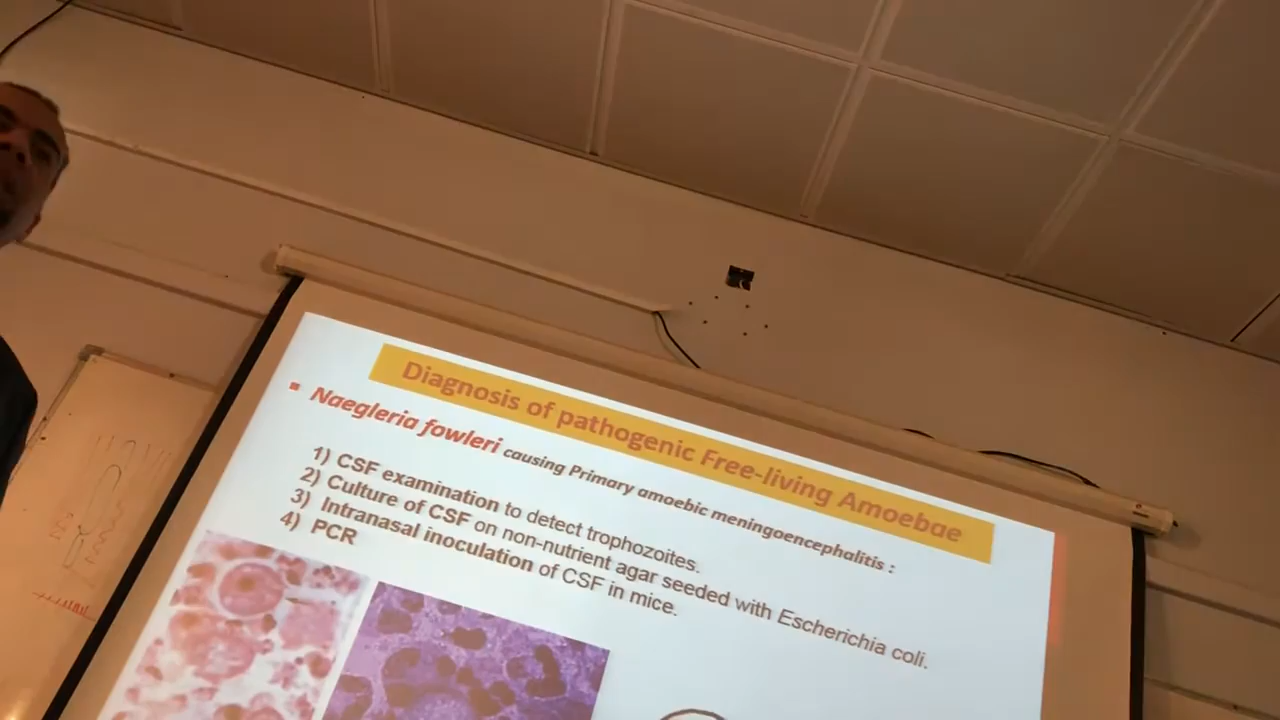 Diagnosis of pathogenic Free-living Amoebae
▪ Naegleria fowleri causing Primary amoebic meningoencephalitis :
1) CSF examination to detect trophozoites.
2) Culture of CSF on non-nutrient agar seeded with Escherichia coli.
3) Intranasal inoculation of CSF in mice.
4) PCR